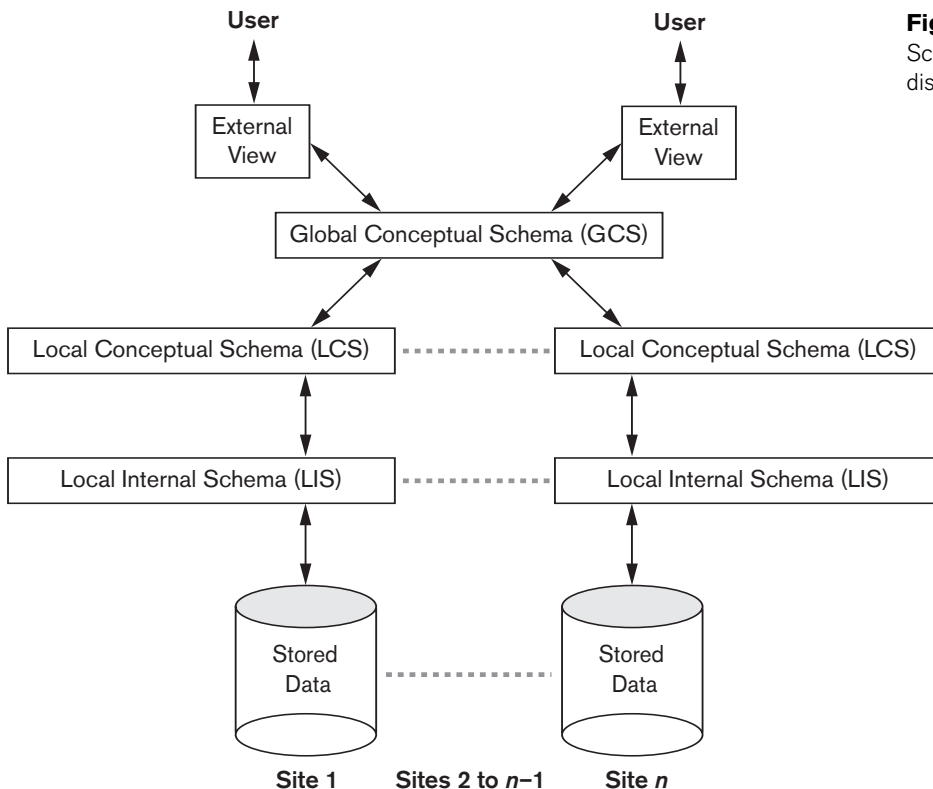 User
User
Fig
Sc
dis
External
View
External
View
Global Conceptual Schema (GCS)
Local Conceptual Schema (LCS)
Local Conceptual Schema (LCS)
Local Internal Schema (LIS)
Local Internal Schema (LIS)
Stored
Data
Stored
Data
Site 1
Sites 2 to n–1
Site n